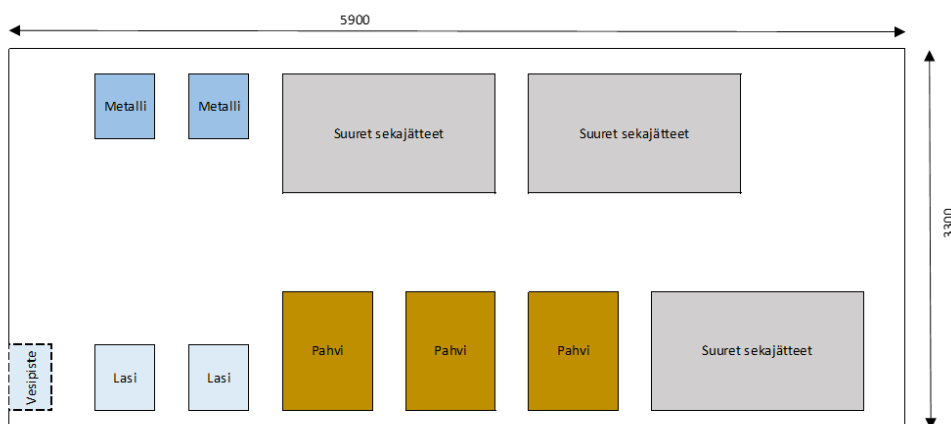 5900
Metalli
Metalli
Suuret sekajätteet
Suuret sekajätteet
3300
Vesipiste
Lasi
Lasi
Pahvi
Pahvi
Pahvi
Suuret sekajätteet